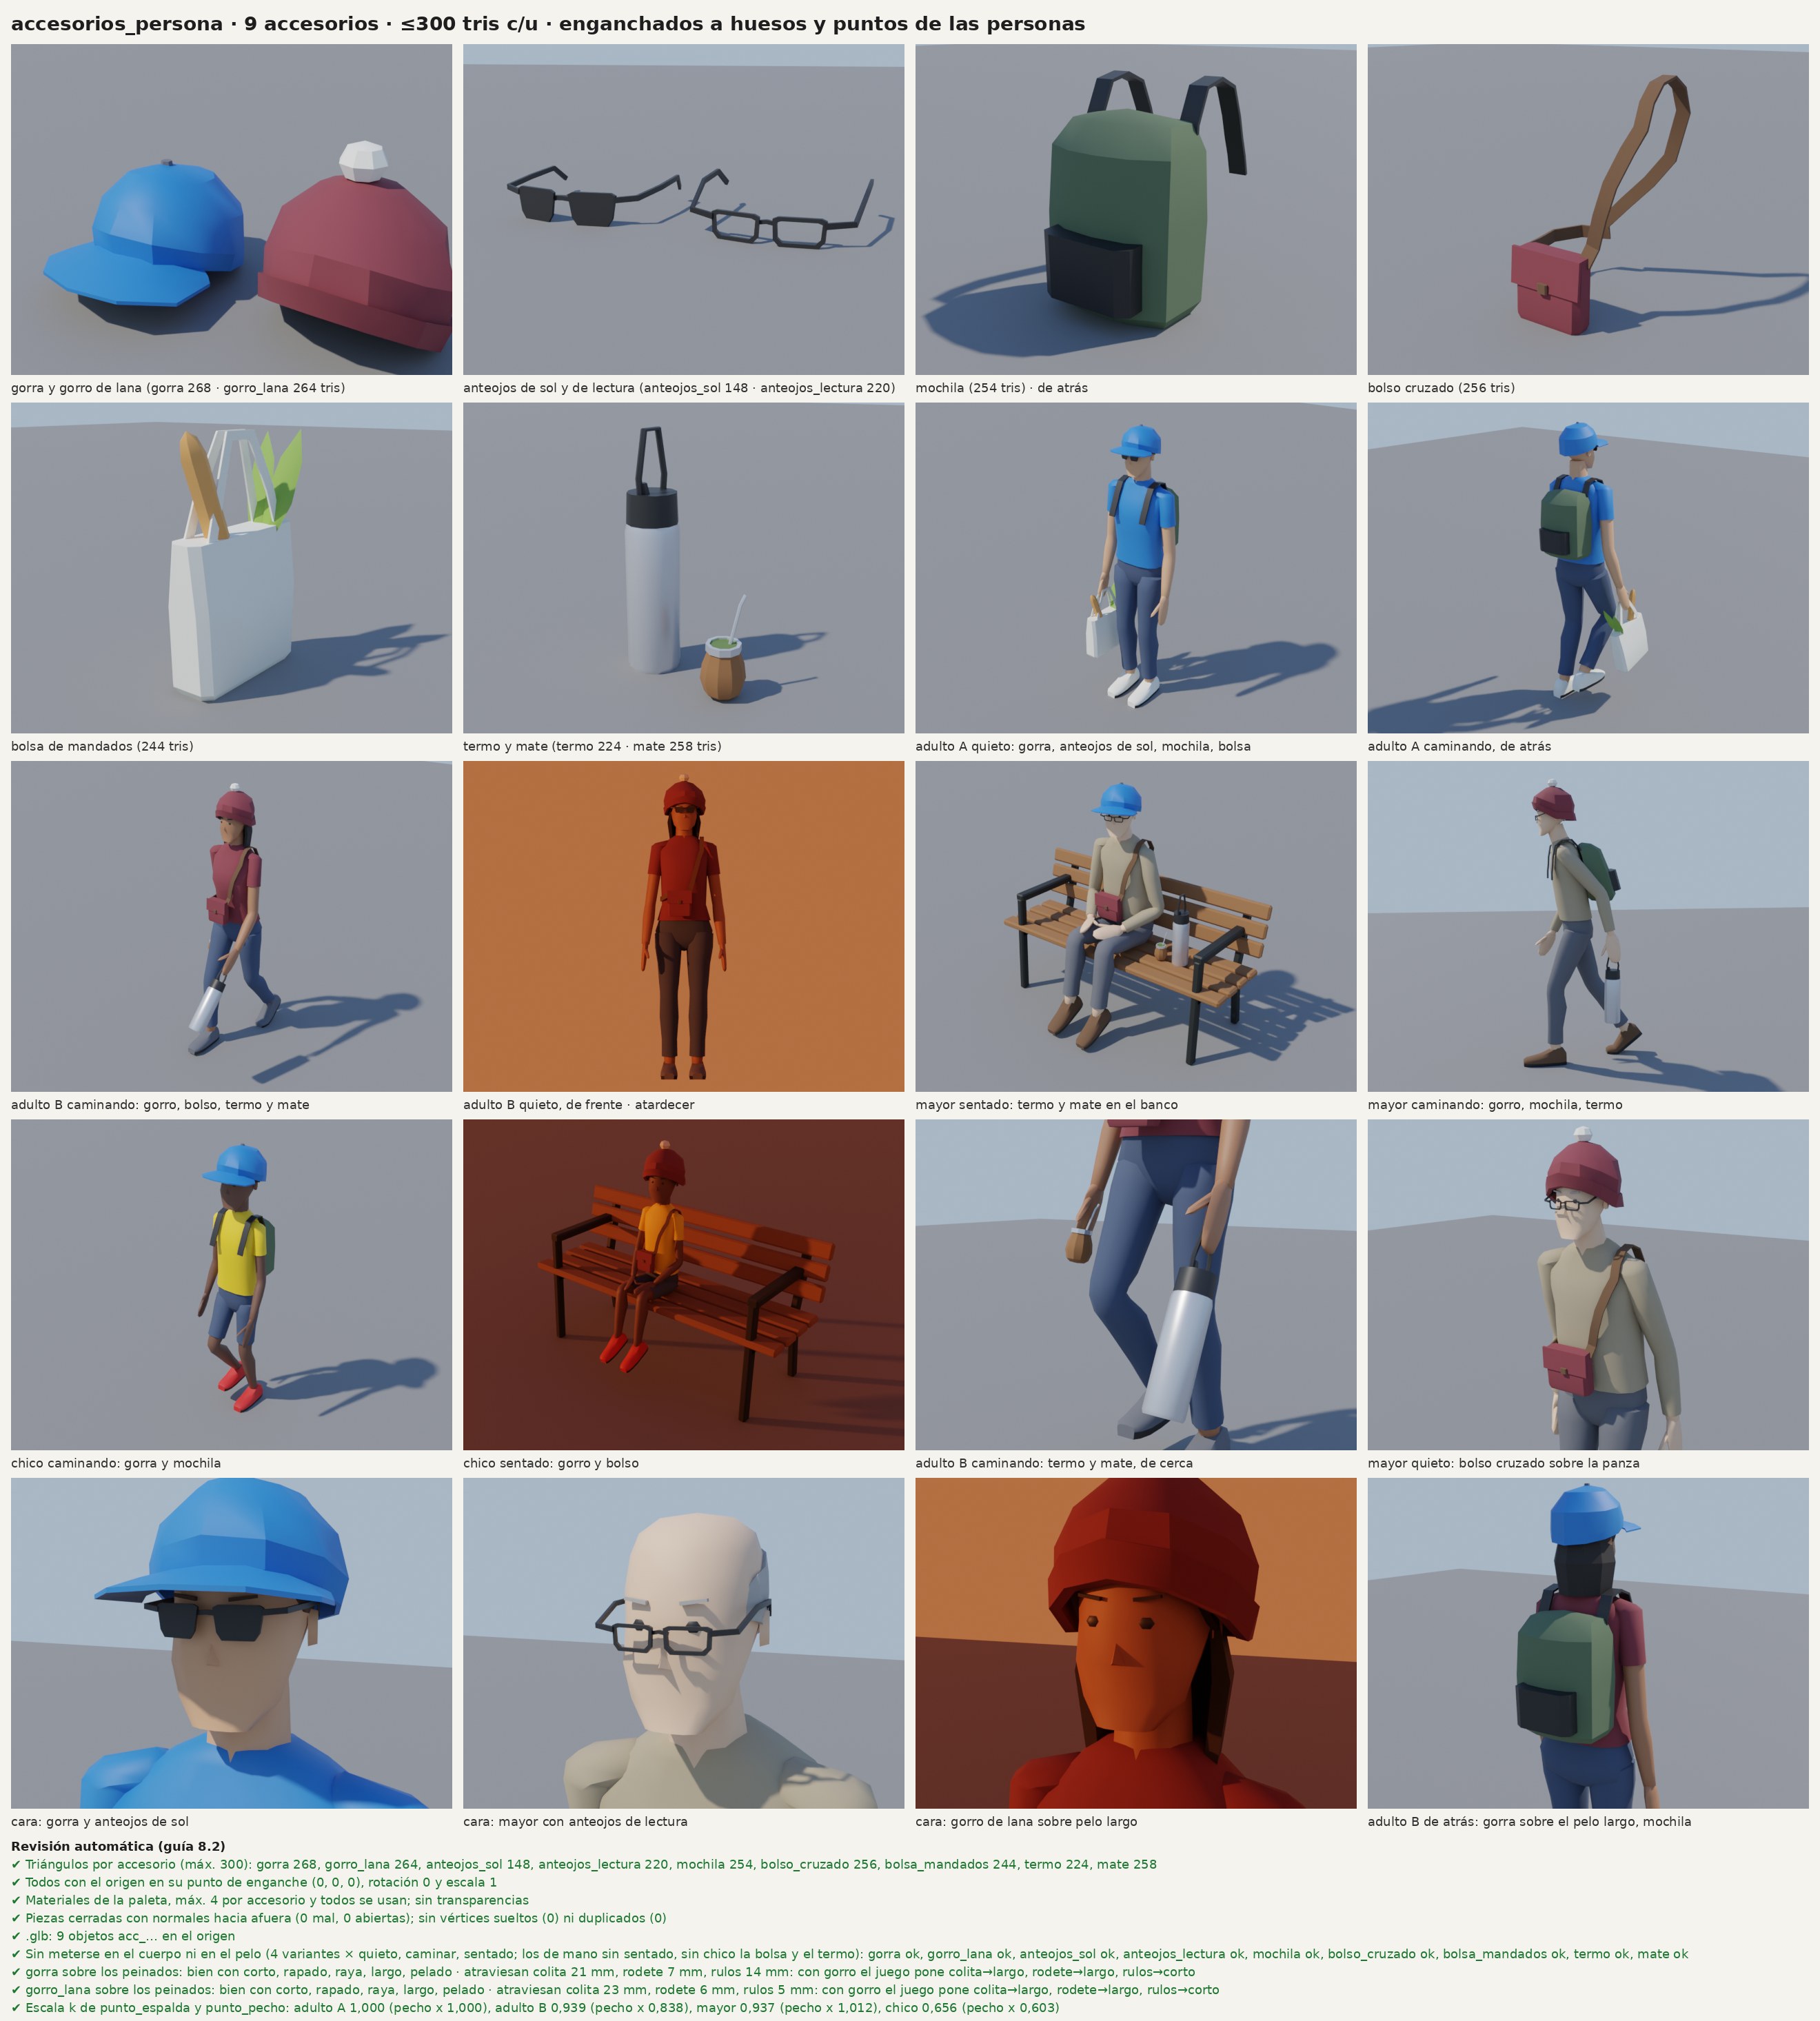 accesorios_persona · 9 accesorios · ≤300 tris c/u · enganchados a huesos y puntos de las personas
gorra y gorro de lana (gorra 268 · gorro_lana 264 tris)
anteojos de sol y de lectura (anteojos_sol 148 · anteojos_lectura 220)
mochila (254 tris) · de atrás
bolso cruzado (256 tris)
bolsa de mandados (244 tris)
termo y mate (termo 224 · mate 258 tris)
adulto A quieto: gorra, anteojos de sol, mochila, bolsa
adulto A caminando, de atrás
adulto B caminando: gorro, bolso, termo y mate
adulto B quieto, de frente · atardecer
mayor sentado: termo y mate en el banco
mayor caminando: gorro, mochila, termo
chico caminando: gorra y mochila
chico sentado: gorro y bolso
adulto B caminando: termo y mate, de cerca
mayor quieto: bolso cruzado sobre la panza
cara: gorra y anteojos de sol
cara: mayor con anteojos de lectura
cara: gorro de lana sobre pelo largo
adulto B de atrás: gorra sobre el pelo largo, mochila
Revisión automática (guía 8.2)
✔ Triángulos por accesorio (máx. 300): gorra 268, gorro_lana 264, anteojos_sol 148, anteojos_lectura 220, mochila 254, bolso_cruzado 256, bolsa_mandados 244, termo 224, mate 258
✔ Todos con el origen en su punto de enganche (0, 0, 0), rotación 0 y escala 1
✔ Materiales de la paleta, máx. 4 por accesorio y todos se usan; sin transparencias
✔ Piezas cerradas con normales hacia afuera (0 mal, 0 abiertas); sin vértices sueltos (0) ni duplicados (0)
✔ .glb: 9 objetos acc_... en el origen
✔ Sin meterse en el cuerpo ni en el pelo (4 variantes × quieto, caminar, sentado; los de mano sin sentado, sin chico la bolsa y el termo): gorra ok, gorro_lana ok, anteojos_sol ok, anteojos_lectura ok, mochila ok, bolso_cruzado ok, bolsa_mandados ok, termo ok, mate ok
✔ gorra sobre los peinados: bien con corto, rapado, raya, largo, pelado · atraviesan colita 21 mm, rodete 7 mm, rulos 14 mm: con gorro el juego pone colita→largo, rodete→largo, rulos→corto
✔ gorro_lana sobre los peinados: bien con corto, rapado, raya, largo, pelado · atraviesan colita 23 mm, rodete 6 mm, rulos 5 mm: con gorro el juego pone colita→largo, rodete→largo, rulos→corto
✔ Escala k de punto_espalda y punto_pecho: adulto A 1,000 (pecho x 1,000), adulto B 0,939 (pecho x 0,838), mayor 0,937 (pecho x 1,012), chico 0,656 (pecho x 0,603)